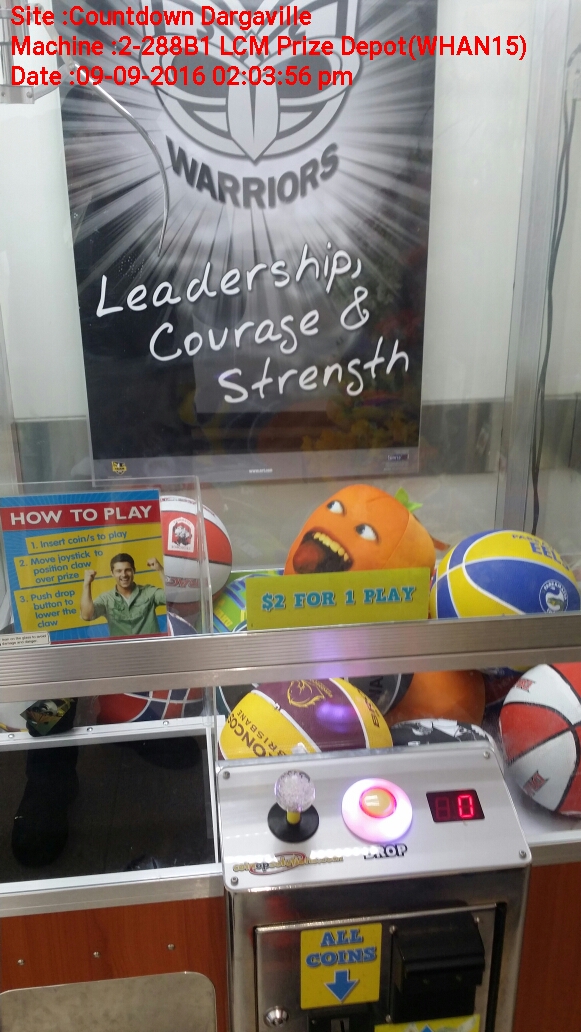 Site :Countdown Dargaville
Machine :2-288B1 LCM Prize Depot(WHAN15)
Date :09-09-2016 02:03:56 pm
WARRIORS
Leadership,
Courage &
Strength
HOW TO PLAY
1. Insert coin/s to play
2. Move joystick to
position claw
over prize
3. Push drop
button to
lower the
claw
$2 FOR 1 PLAY
BRISBANE
BRONCOS
0
DROP
ALL
COINS